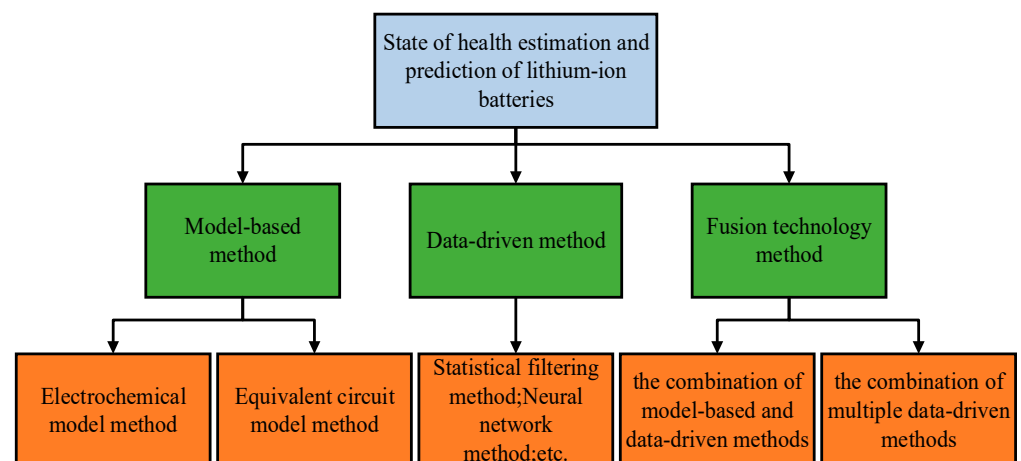 State of health estimation and
prediction of lithium-ion
batteries
Model-based
method
Data-driven method
Fusion technology
method
Electrochemical
model method
Equivalent circuit
model method
Statistical filtering
method;Neural
network
method;etc.
the combination of
model-based and
data-driven methods
the combination of
multiple data-driven
methods